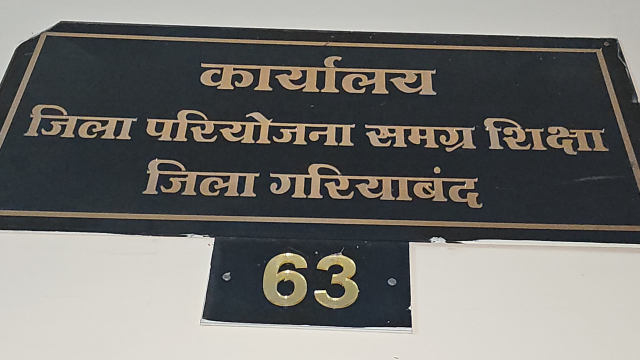 कार्यालय
जिला परियोजना समग्र शिक्षा
जिला गरियाबंद
63